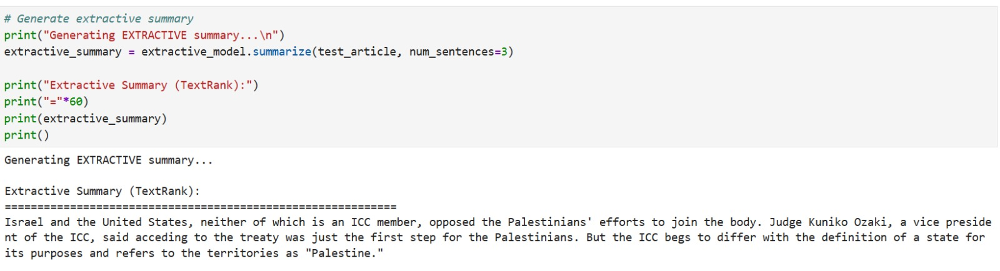 # Generate extractive summary
print("Generating EXTRACTIVE summary...\n")
extractive_summary = extractive_model.summarize(test_article, num_sentences=3)
print("Extractive Summary (TextRank):")
print("="*60)
print(extractive_summary)
print()
Generating EXTRACTIVE summary...
Extractive Summary (TextRank):
============================================================
Israel and the United States, neither of which is an ICC member, opposed the Palestinians' efforts to join the body. Judge Kuniko Ozaki, a vice preside
nt of the ICC, said acceding to the treaty was just the first step for the Palestinians. But the ICC begs to differ with the definition of a state for
its purposes and refers to the territories as "Palestine."